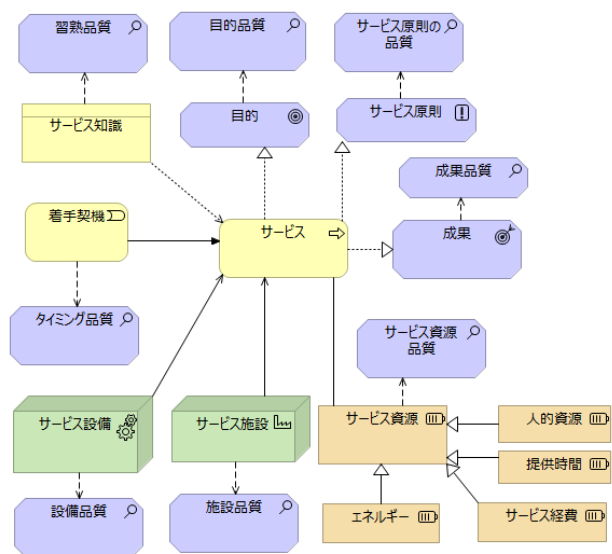 習熟品質
目的品質
サービス原則の
品質
サービス知識
目的
サービス原則
成果品質
着手契機
サービス
成果
タイミング品質
サービス資源
品質
サービス設備
サービス施設
サービス資源
人的資源
提供時間
設備品質
施設品質
エネルギー
サービス経費